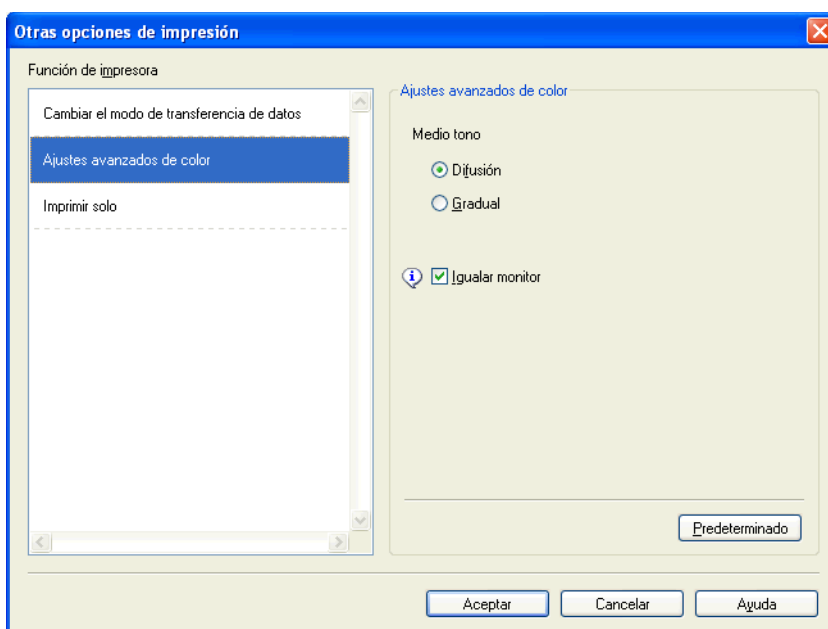 Otras opciones de impresión
Función de impresora
Cambiar el modo de transferencia de datos
Ajustes avanzados de color
Imprimir solo
Ajustes avanzados de color
Medio tono
Difusión
Gradual
Igualar monitor
Predeterminado
Aceptar
Cancelar
Ayuda